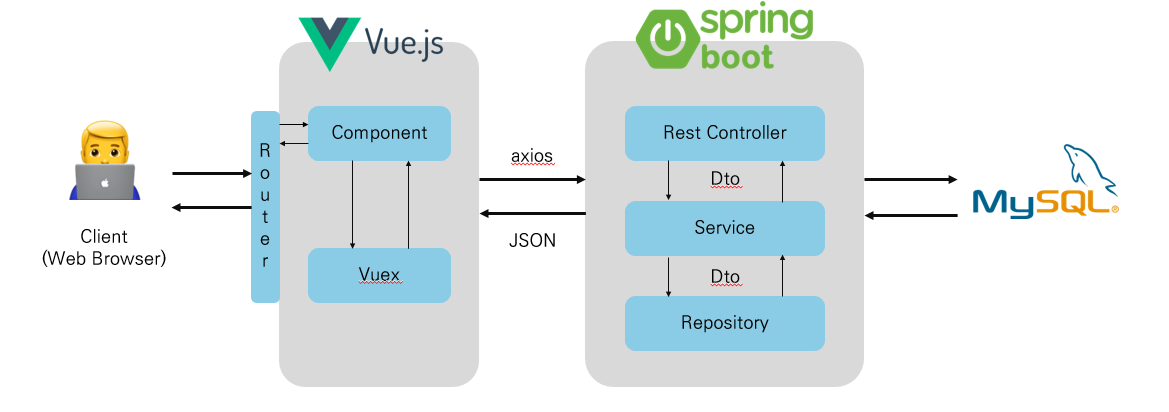 Vue.js
spring
boot
Router
Component
Rest Controller
axios
Dto
MySQL®
Service
Client
(Web Browser)
JSON
Vuex
Dto
Repository